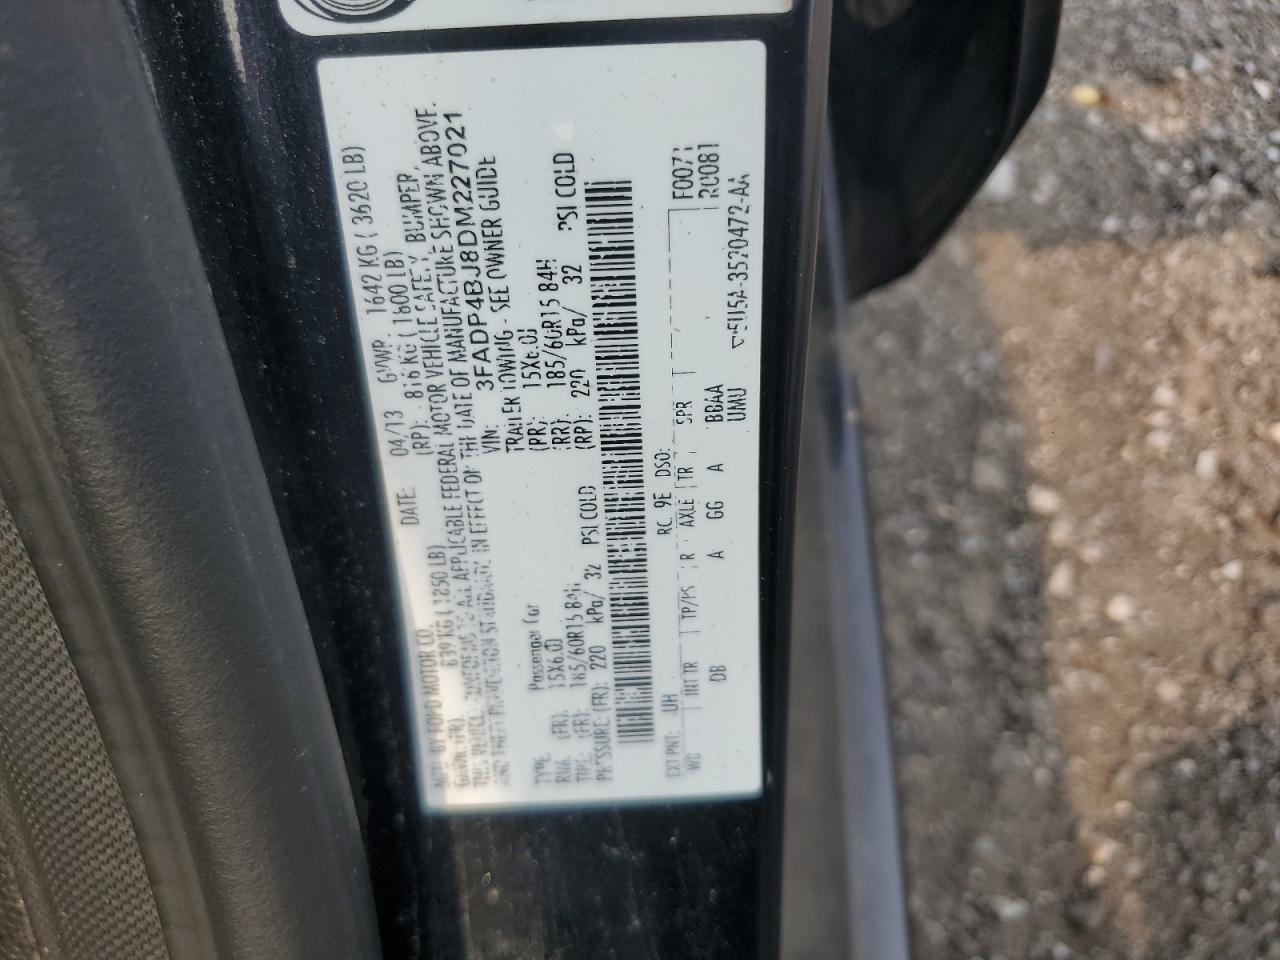 MFD. BY FORD MOTOR CO.
DATE: 04/13 GVWR: 1642 KG ( 3620 LB)
GAWR:(FR): 839 KG ( 1850 LB) (RP): 816 KG ( 1800 LB)
THIS VEHICLE CONFORMS TO ALL APPLICABLE FEDERAL MOTOR VEHICLE SAFETY, BUMPER,
AND THEFT PREVENTION STANDARDS IN EFFECT ON THE DATE OF MANUFACTURE SHOWN ABOVE.
VIN: 3FADP4BJ8DM227021
TYPE: Passenger Car TRAILER TOWING - SEE OWNER GUIDE
RIM: (FR): 15X6.0J (RR): 15X6.0J
TIRE: (FR): 185/60R15 84H (RR): 185/60R15 84H
PRESSURE: (FR): 220 kPa/ 32 PSI COLD (RP): 220 kPa/ 32 PSI COLD
EXT PNT: UH RC: 9E DSO: F0071
WB INT TR TP/PS R AXLE TR SPR RC081
DB A GG A BBAA
UMU 5U5A-3520472-AA